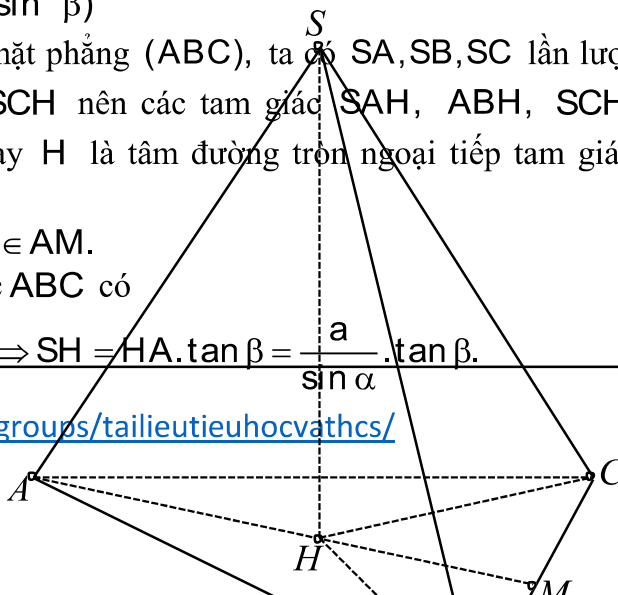 sin β)
mặt phẳng (ABC), ta có SA,SB,SC lần lượ
SCH nên các tam giác SAH, ABH, SCH
ay H là tâm đường tròn ngoại tiếp tam giá
∈ AM.
ABC có
⇒ SH = HA.tan β = a / sin α .tan β.
groups/tailieutieuhocvathcs/
S
A
C
H
M